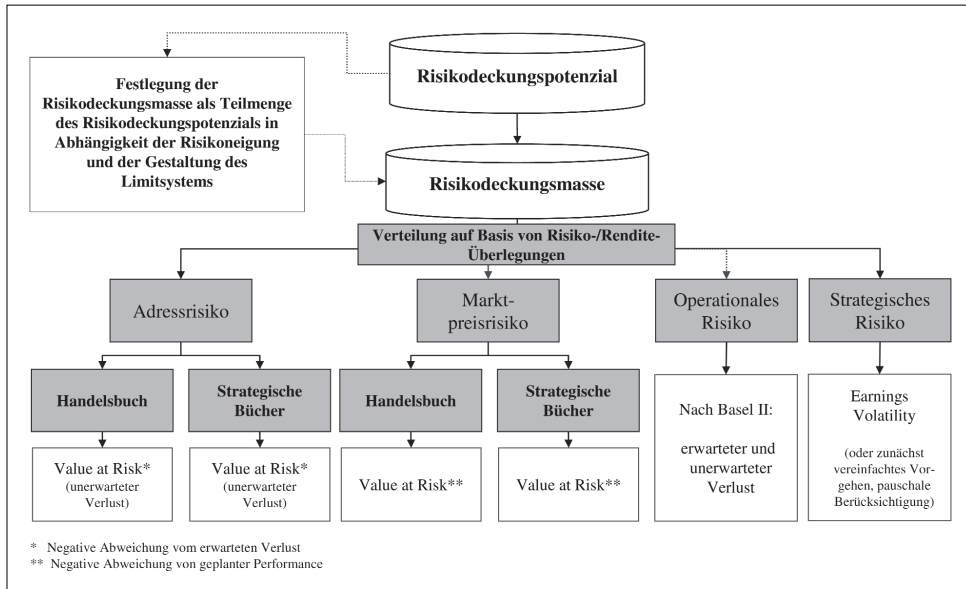 Risikodeckungspotenzial
Festlegung der
Risikodeckungsmasse als Teilmenge
des Risikodeckungspotenzials in
Abhängigkeit der Risikoneigung
und der Gestaltung des
Limitsystems
Risikodeckungsmasse
Verteilung auf Basis von Risiko-/Rendite-
Überlegungen
Adressrisiko
Markt-
preisrisiko
Operationales
Risiko
Strategisches
Risiko
Handelsbuch
Strategische
Bücher
Handelsbuch
Strategische
Bücher
Value at Risk*
(unerwarteter
Verlust)
Value at Risk*
(unerwarteter
Verlust)
Value at Risk**
Value at Risk**
Nach Basel II:
erwarteter und
unerwarteter
Verlust
Earnings
Volatility
(oder zunächst
vereinfachtes Vor-
gehen, pauschale
Berücksichtigung)
* Negative Abweichung vom erwarteten Verlust
** Negative Abweichung von geplanter Performance